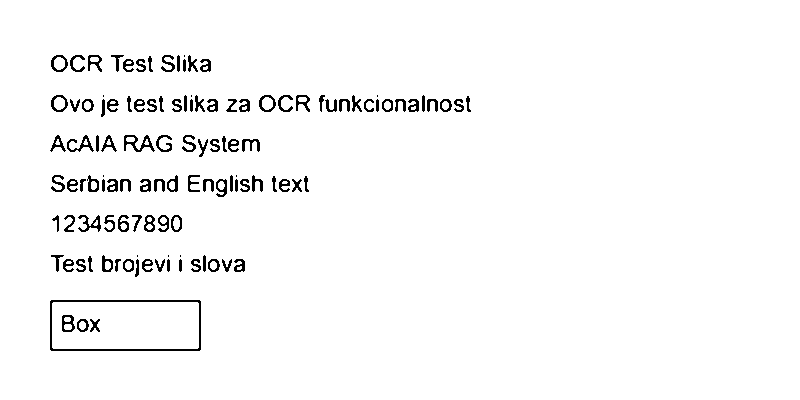 OCR Test Slika
Ovo je test slika za OCR funkcionalnost
AcAIA RAG System
Serbian and English text
1234567890
Test brojevi i slova
Box